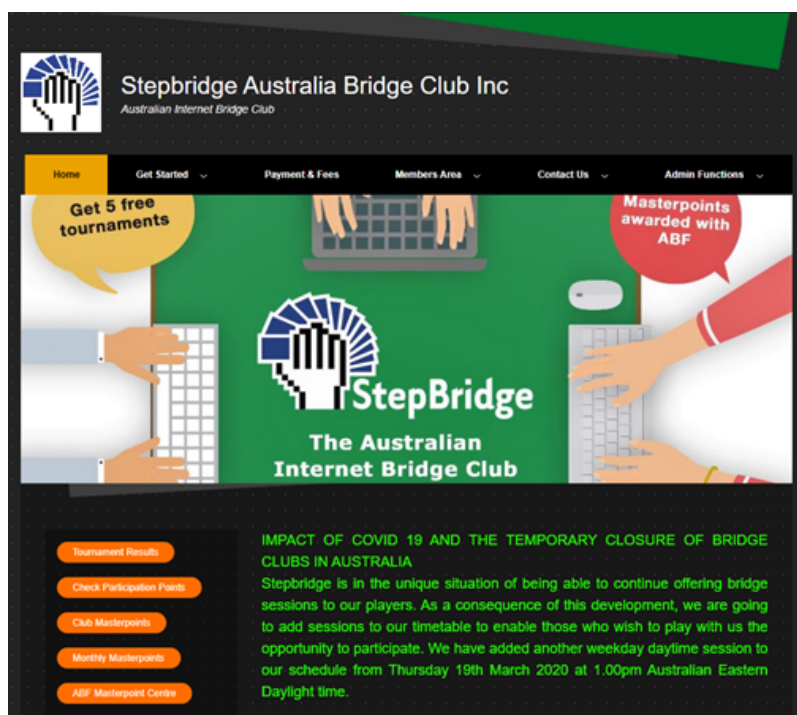 Stepbridge Australia Bridge Club Inc
Australian Internet Bridge Club
Home
Get Started
Payment & Fees
Members Area
Contact Us
Admin Functions
Get 5 free
tournaments
Masterpoints
awarded with
ABF
StepBridge
The Australian
Internet Bridge Club
Tournament Results
Check Participation Points
Club Masterpoints
Monthly Masterpoints
ABF Masterpoint Centre
IMPACT OF COVID 19 AND THE TEMPORARY CLOSURE OF BRIDGE
CLUBS IN AUSTRALIA
Stepbridge is in the unique situation of being able to continue offering bridge
sessions to our players. As a consequence of this development, we are going
to add sessions to our timetable to enable those who wish to play with us the
opportunity to participate. We have added another weekday daytime session to
our schedule from Thursday 19th March 2020 at 1.00pm Australian Eastern
Daylight time.